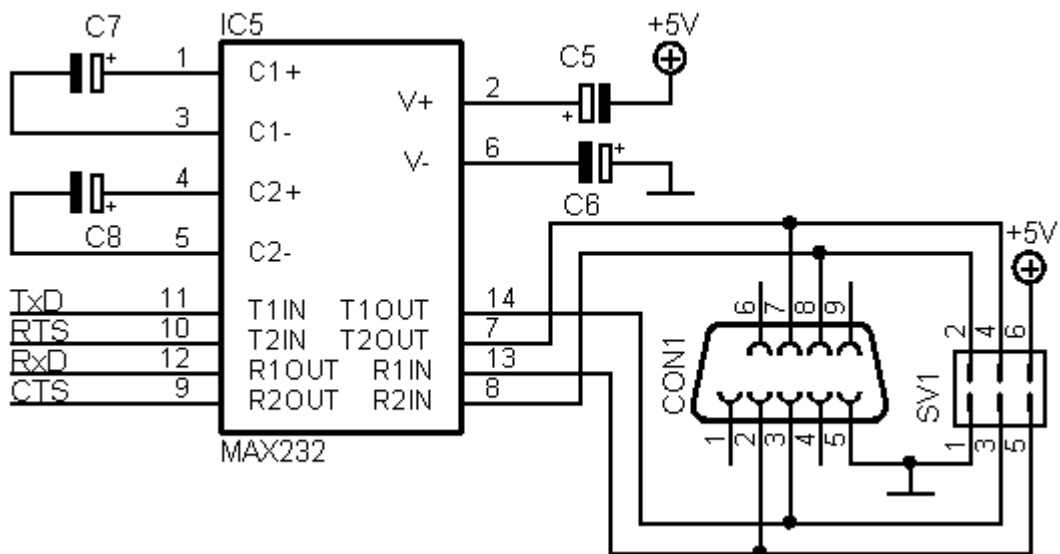 C7
IC5
+5V
C5
1
C1+
+
2
V+
3
C1-
+
6
V-
+
4
C2+
C6
+
C8
5
C2-
+5V
TxD
11
T1IN
T1OUT
14
RTS
10
T2IN
T2OUT
7
RxD
12
R1OUT
R1IN
13
CTS
9
R2OUT
R2IN
8
MAX232
6
7
8
9
CON1
1
2
3
4
5
2
4
6
SV1
1
3
5